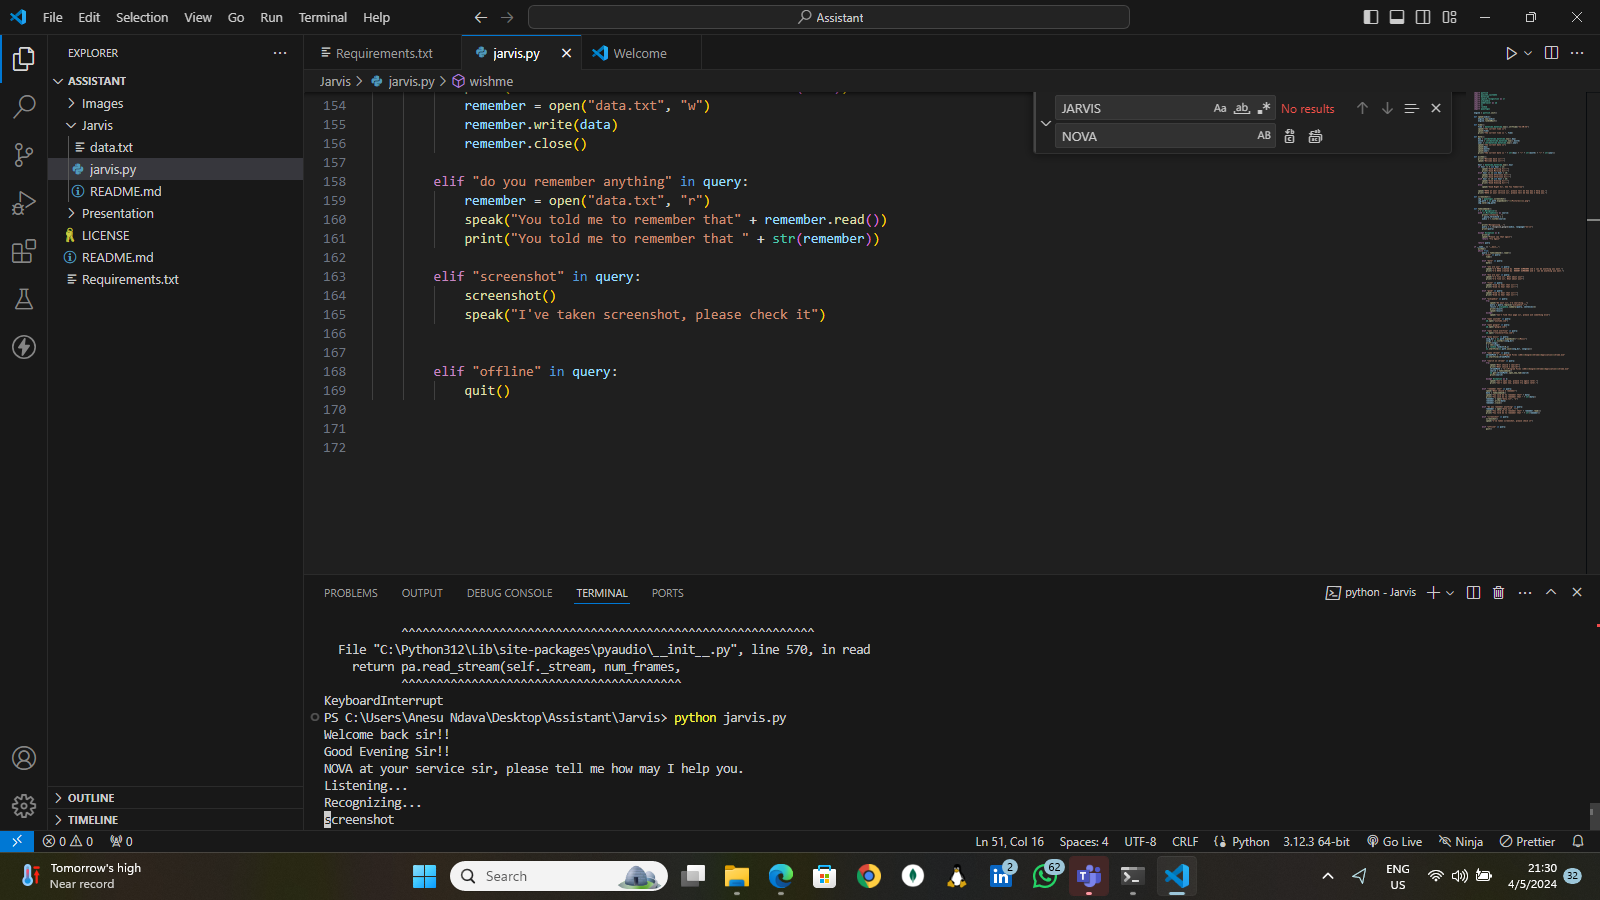 File Edit Selection View Go Run Terminal Help
Assistant
EXPLORER
Requirements.txt
jarvis.py
Welcome
ASSISTANT
Jarvis > jarvis.py > wishme
Images
Jarvis
data.txt
jarvis.py
README.md
Presentation
LICENSE
README.md
Requirements.txt
JARVIS
Aa ab .*
No results
NOVA
AB
154 remember = open("data.txt", "w")
155 remember.write(data)
156 remember.close()
157
158 elif "do you remember anything" in query:
159 remember = open("data.txt", "r")
160 speak("You told me to remember that" + remember.read())
161 print("You told me to remember that " + str(remember))
162
163 elif "screenshot" in query:
164 screenshot()
165 speak("I've taken screenshot, please check it")
166
167
168 elif "offline" in query:
169 quit()
170
171
172
PROBLEMS OUTPUT DEBUG CONSOLE TERMINAL PORTS
python - Jarvis
^^^^^^^^^^^^^^^^^^^^^^^^^^^^^^^^^^^^^^^^^^^^^^^^^^^^^^^^^^^
File "C:\Python312\Lib\site-packages\pyaudio\__init__.py", line 570, in read
return pa.read_stream(self._stream, num_frames,
^^^^^^^^^^^^^^^^^^^^^^^^^^^^^^^^^^^^^^^^
KeyboardInterrupt
PS C:\Users\Anesu Ndava\Desktop\Assistant\Jarvis> python jarvis.py
Welcome back sir!!
Good Evening Sir!!
NOVA at your service sir, please tell me how may I help you.
Listening...
Recognizing...
screenshot
OUTLINE
TIMELINE
0 0 0
Ln 51, Col 16 Spaces: 4 UTF-8 CRLF Python 3.12.3 64-bit Go Live Ninja Prettier
Tomorrow's high
Near record
Search
2
62
ENG
US
21:30
4/5/2024
32